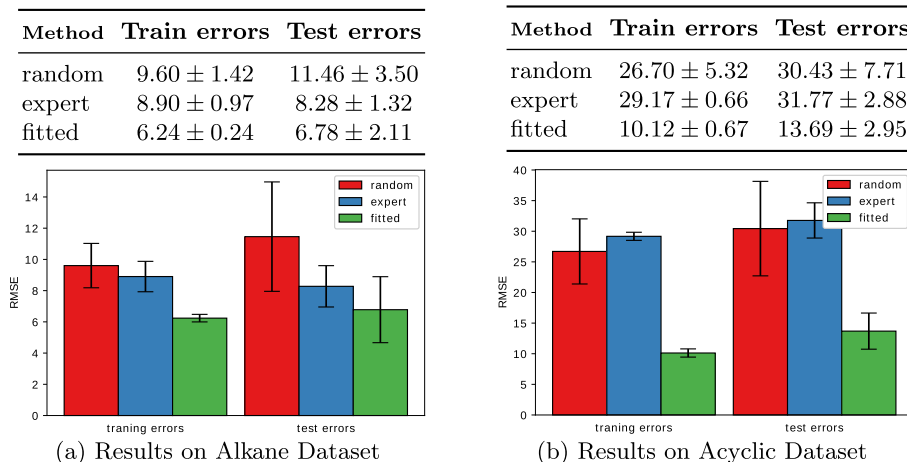 Method Train errors Test errors
random 9.60 ± 1.42 11.46 ± 3.50
expert 8.90 ± 0.97 8.28 ± 1.32
fitted 6.24 ± 0.24 6.78 ± 2.11
RMSE
14
12
10
8
6
4
2
0
random
expert
fitted
traning errors test errors
(a) Results on Alkane Dataset
Method Train errors Test errors
random 26.70 ± 5.32 30.43 ± 7.71
expert 29.17 ± 0.66 31.77 ± 2.88
fitted 10.12 ± 0.67 13.69 ± 2.95
RMSE
40
35
30
25
20
15
10
5
0
random
expert
fitted
traning errors test errors
(b) Results on Acyclic Dataset